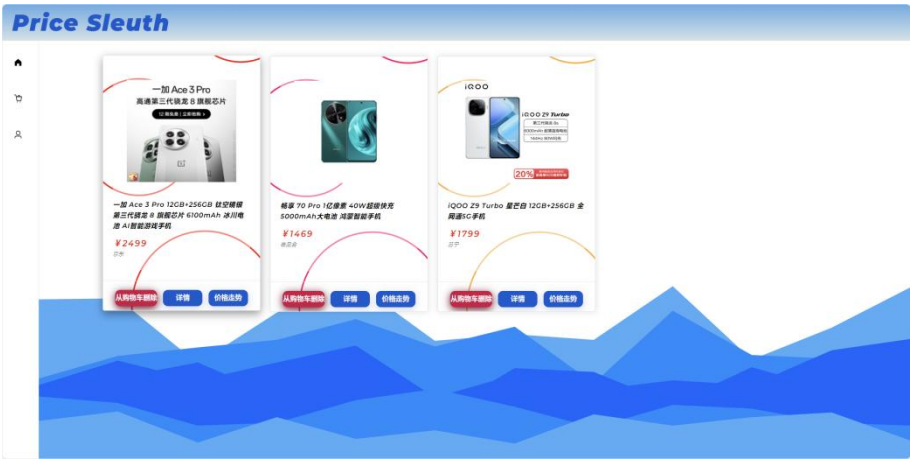 Price Sleuth
一加 Ace 3 Pro
高通第三代骁龙 8 旗舰芯片
一加 Ace 3 Pro 12GB+256GB 钛空镜银
第三代骁龙 8 旗舰芯片 6100mAh 冰川电
池 AI智能游戏手机
¥2499
京东
从购物车删除
详情
价格走势
畅享 70 Pro 1亿像素 40W超级快充
5000mAh大电池 鸿蒙智能手机
¥1469
唯品会
从购物车删除
详情
价格走势
iQOO
iQOO Z9 Turbo
20%
iQOO Z9 Turbo 星芒白 12GB+256GB 全
网通5G手机
¥1799
苏宁
从购物车删除
详情
价格走势